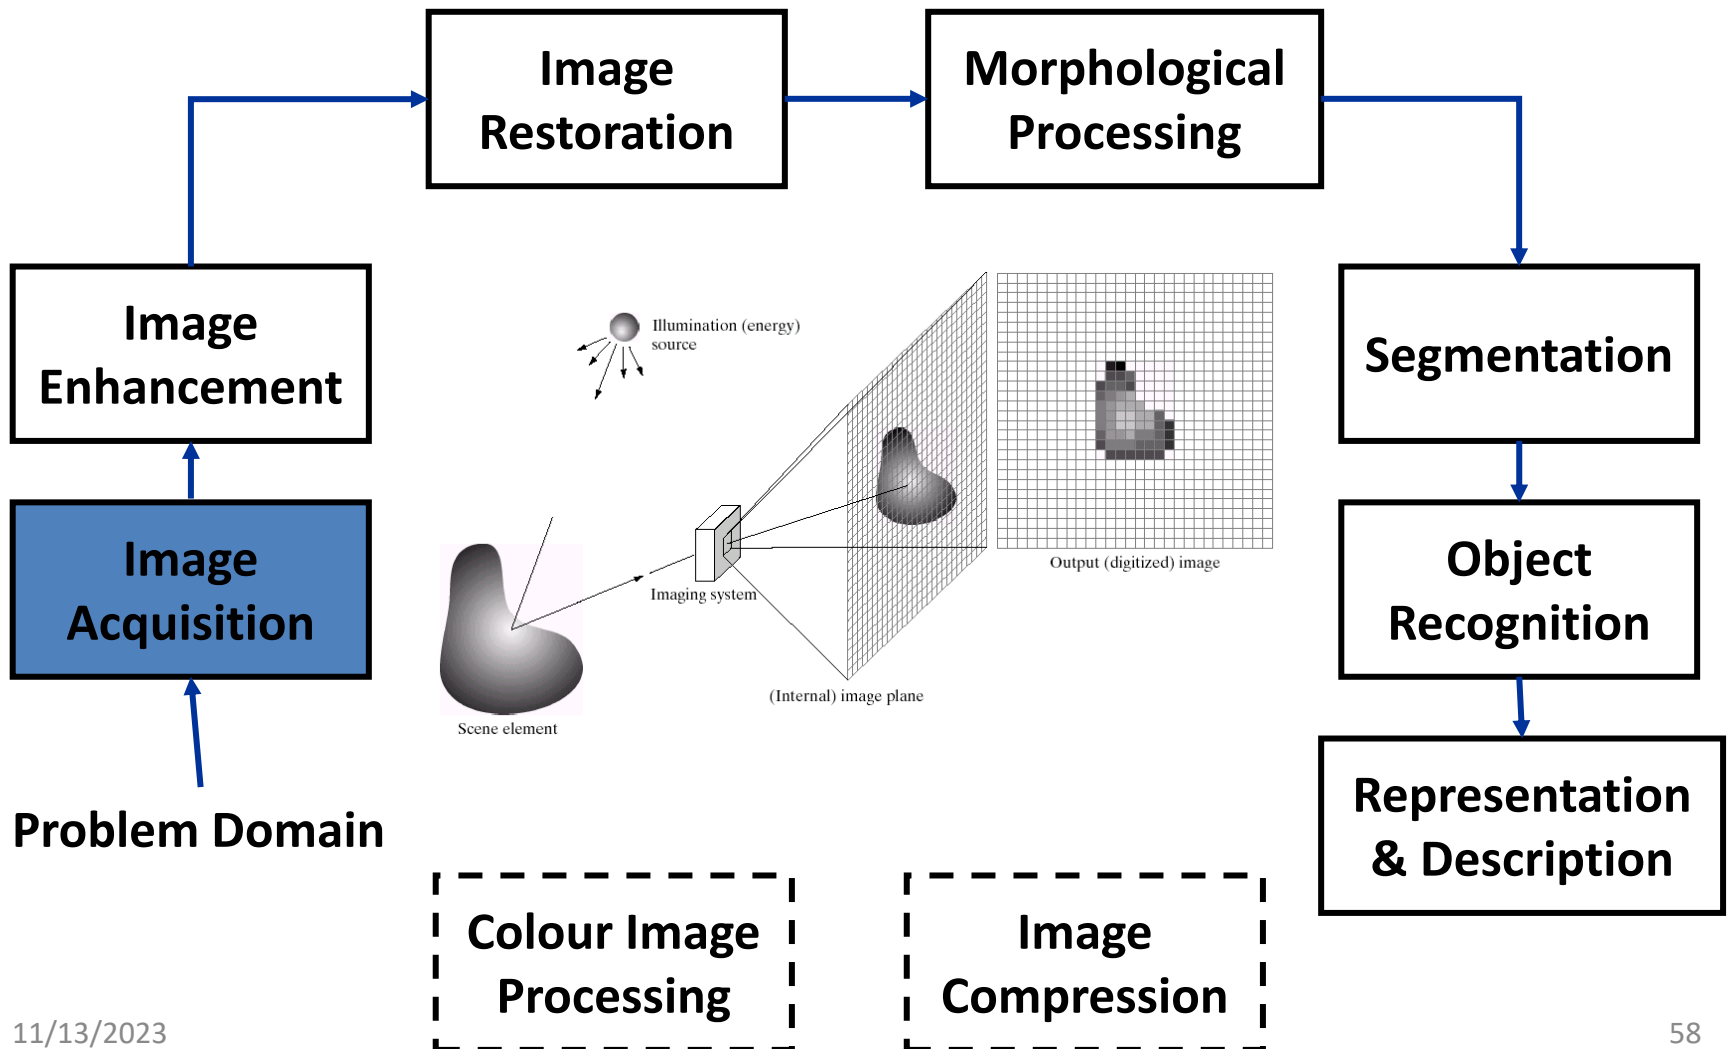 Image
Restoration
Morphological
Processing
Image
Enhancement
Illumination (energy)
source
Segmentation
Image
Acquisition
Imaging system
Output (digitized) image
Object
Recognition
(Internal) image plane
Scene element
Problem Domain
Representation
& Description
Colour Image
Processing
Image
Compression
11/13/2023
58